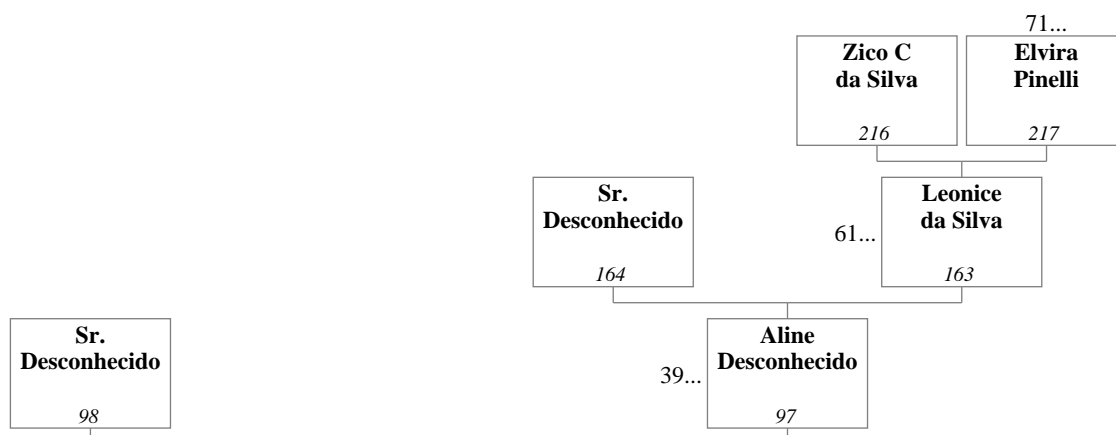 71...
Zico C
da Silva
216
Elvira
Pinelli
217
Sr.
Desconhecido
164
61...
Leonice
da Silva
163
Sr.
Desconhecido
98
39...
Aline
Desconhecido
97